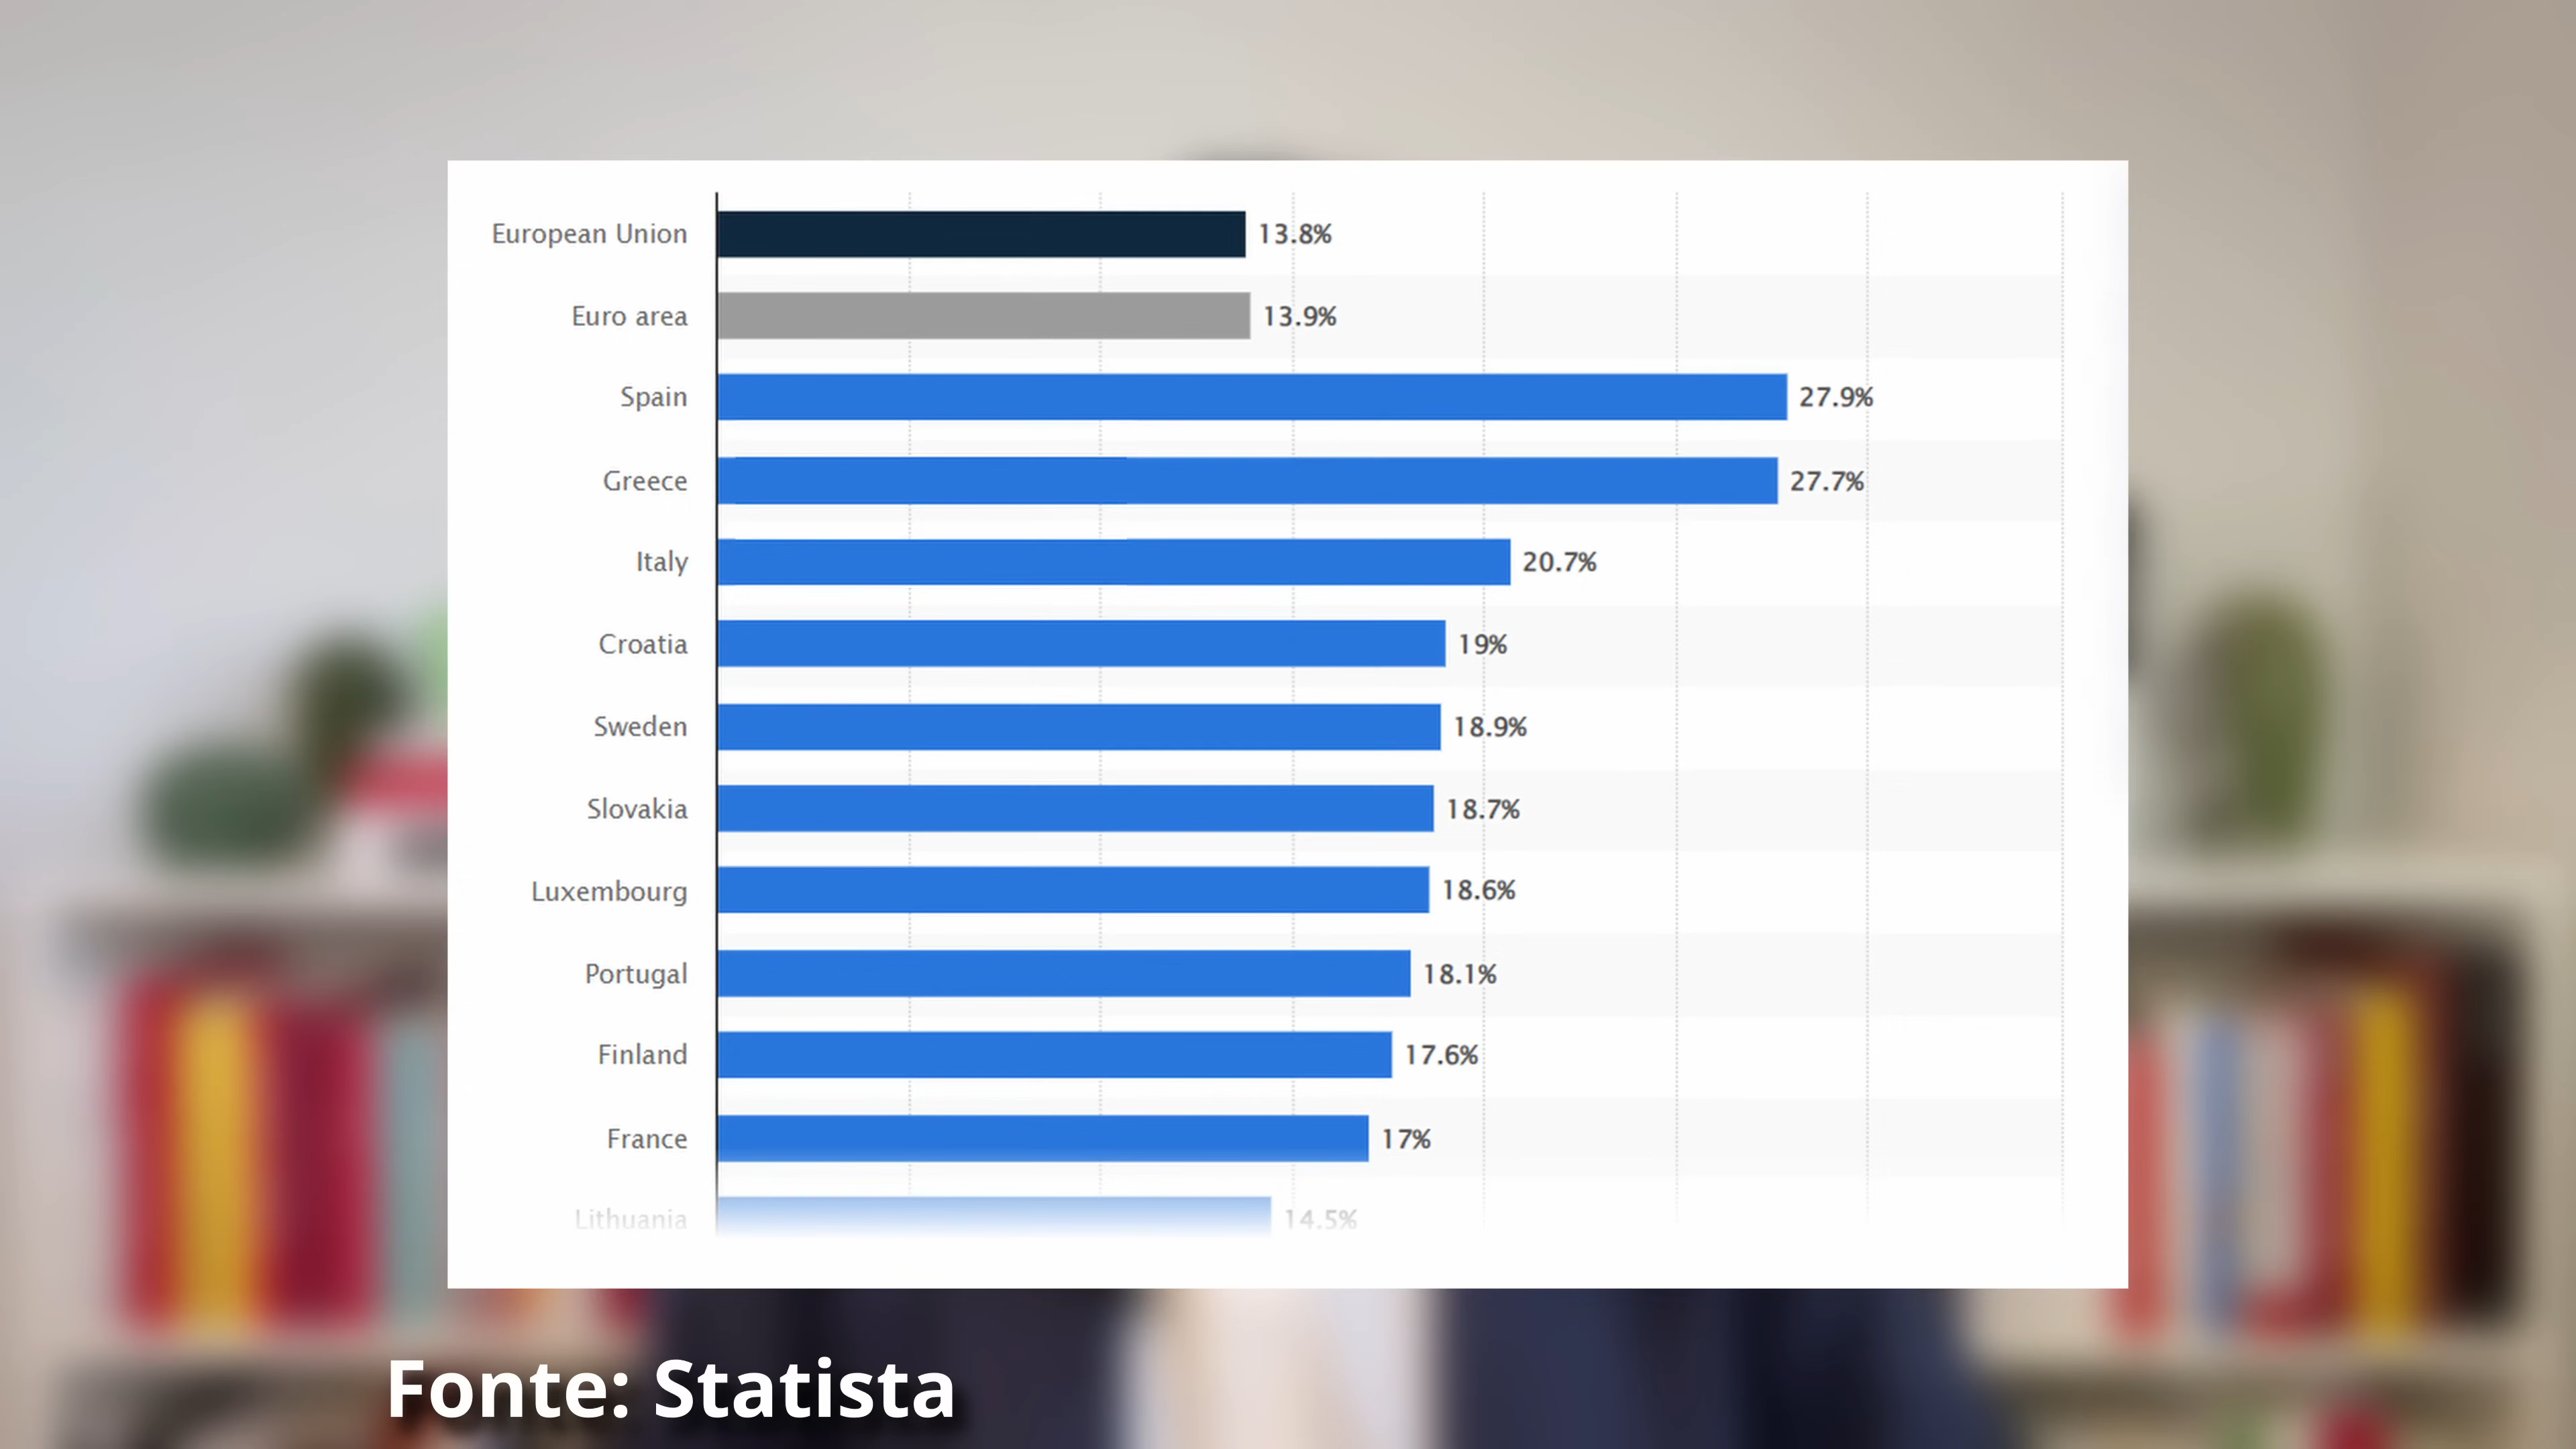 European Union 13.8%
Euro area 13.9%
Spain 27.9%
Greece 27.7%
Italy 20.7%
Croatia 19%
Sweden 18.9%
Slovakia 18.7%
Luxembourg 18.6%
Portugal 18.1%
Finland 17.6%
France 17%
Lithuania 14.5%
Fonte: Statista